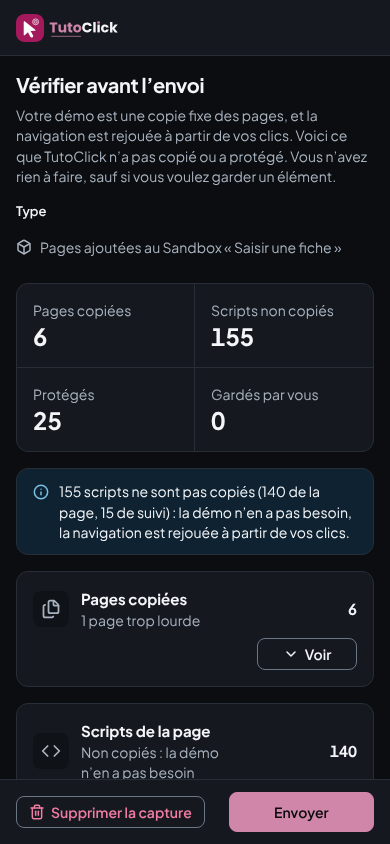 TutoClick
Vérifier avant l’envoi
Votre démo est une copie fixe des pages, et la
navigation est rejouée à partir de vos clics. Voici ce
que TutoClick n’a pas copié ou a protégé. Vous n’avez
rien à faire, sauf si vous voulez garder un élément.
Type
Pages ajoutées au Sandbox « Saisir une fiche »
Pages copiées
6
Scripts non copiés
155
Protégés
25
Gardés par vous
0
155 scripts ne sont pas copiés (140 de la
page, 15 de suivi) : la démo n’en a pas besoin,
la navigation est rejouée à partir de vos clics.
Pages copiées
1 page trop lourde
6
Voir
Scripts de la page
Non copiés : la démo
n’en a pas besoin
140
Supprimer la capture
Envoyer